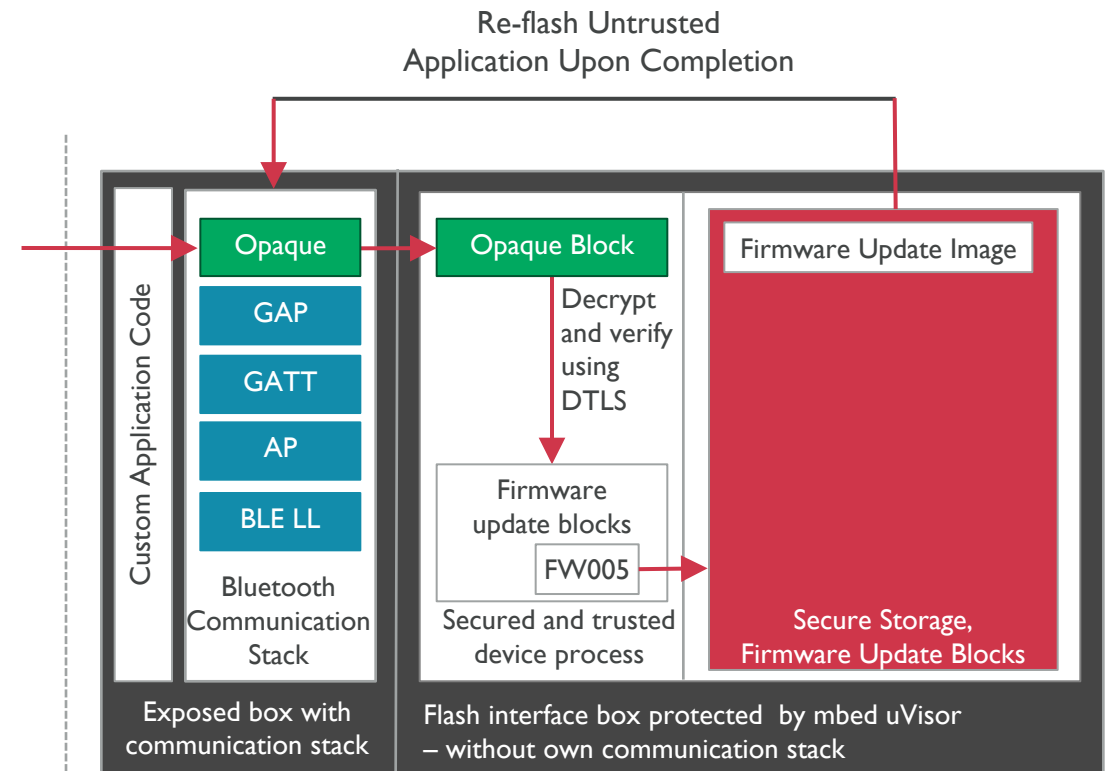 Re-flash Untrusted
Application Upon Completion
Custom Application Code
Opaque
GAP
GATT
AP
BLE LL
Bluetooth
Communication
Stack
Exposed box with
communication stack
Opaque Block
Decrypt
and verify
using
DTLS
Firmware
update blocks
FW005
Secured and trusted
device process
Firmware Update Image
Secure Storage,
Firmware Update Blocks
Flash interface box protected by mbed uVisor
– without own communication stack